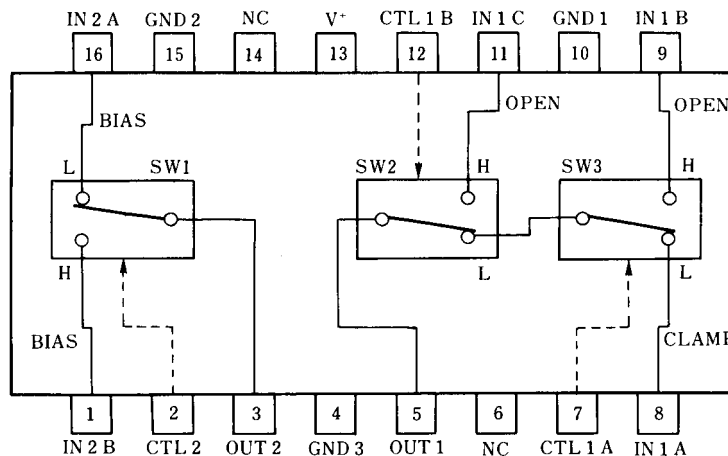 IN 2 A GND 2 NC V+ CTL 1 B IN 1 C GND 1 IN 1 B
16 15 14 13 12 11 10 9
BIAS OPEN OPEN
L SW1 SW2 H SW3 H
H L L
BIAS CLAMP
1 2 3 4 5 6 7 8
IN 2 B CTL 2 OUT 2 GND 3 OUT 1 NC CTL 1 A IN 1 A